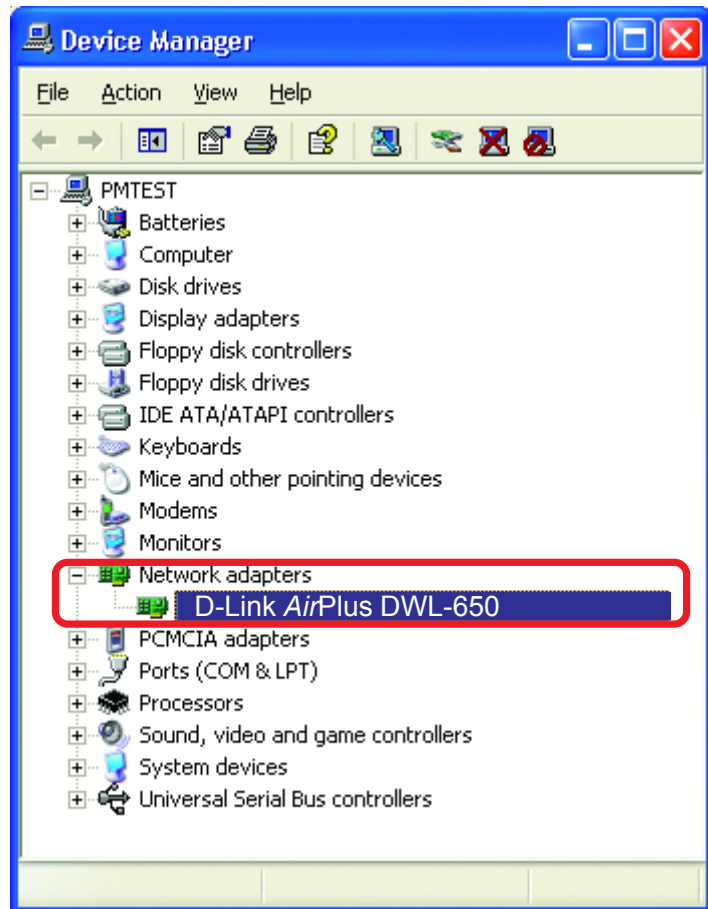 Device Manager
File Action View Help
PMTEST
Batteries
Computer
Disk drives
Display adapters
Floppy disk controllers
Floppy disk drives
IDE ATA/ATAPI controllers
Keyboards
Mice and other pointing devices
Modems
Monitors
Network adapters
D-Link AirPlus DWL-650
PCMCIA adapters
Ports (COM & LPT)
Processors
Sound, video and game controllers
System devices
Universal Serial Bus controllers